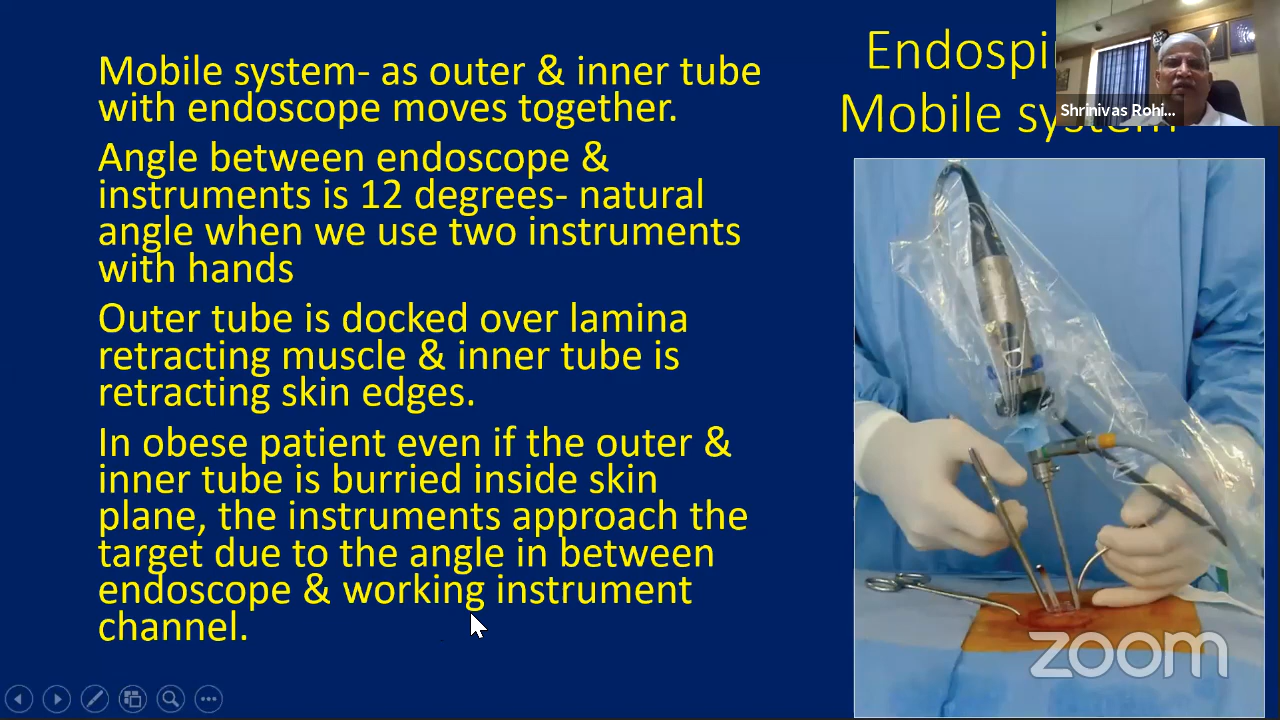 Endospi
Mobile system
Shrinivas Rohi...
Mobile system- as outer & inner tube
with endoscope moves together.
Angle between endoscope &
instruments is 12 degrees- natural
angle when we use two instruments
with hands
Outer tube is docked over lamina
retracting muscle & inner tube is
retracting skin edges.
In obese patient even if the outer &
inner tube is burried inside skin
plane, the instruments approach the
target due to the angle in between
endoscope & working instrument
channel.
zoom